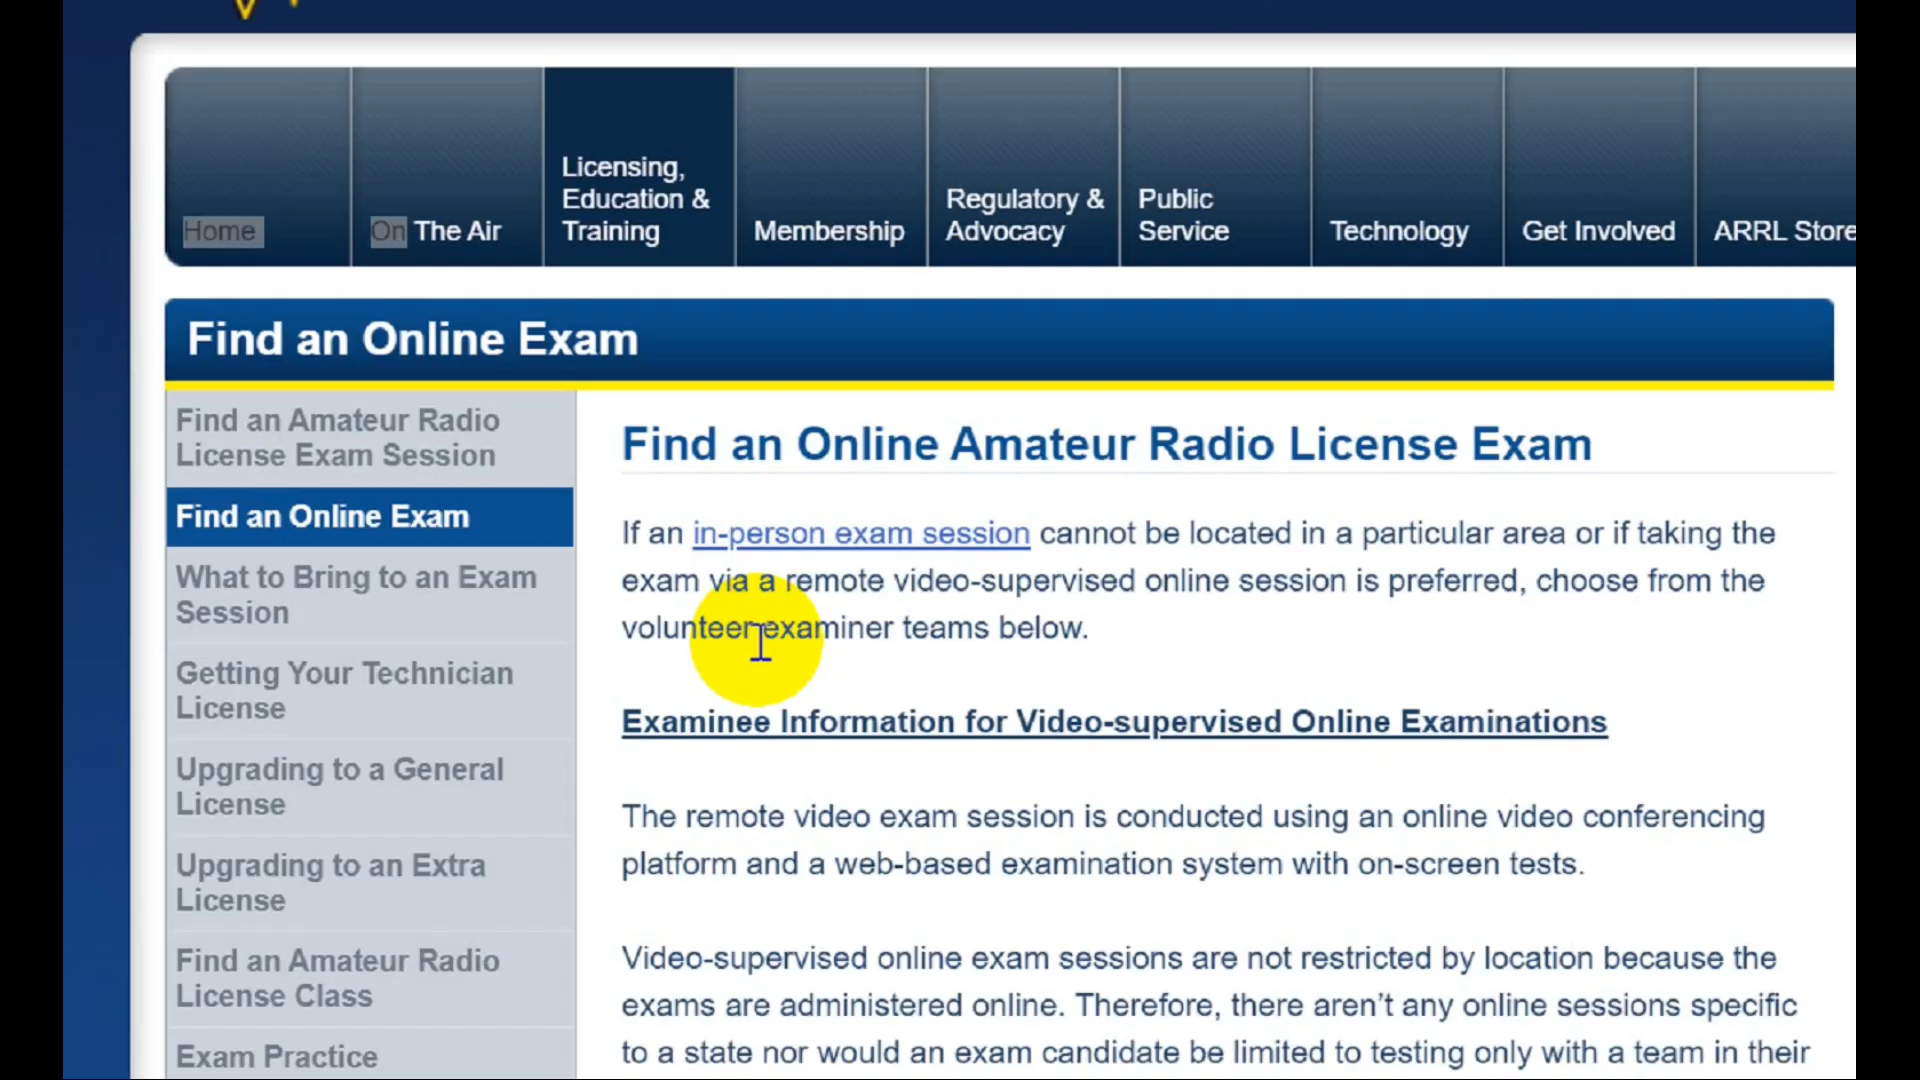 Home
On The Air
Licensing,
Education &
Training
Membership
Regulatory &
Advocacy
Public
Service
Technology
Get Involved
ARRL Store
Find an Online Exam
Find an Amateur Radio
License Exam Session
Find an Online Exam
What to Bring to an Exam
Session
Getting Your Technician
License
Upgrading to a General
License
Upgrading to an Extra
License
Find an Amateur Radio
License Class
Exam Practice
Find an Online Amateur Radio License Exam
If an in-person exam session cannot be located in a particular area or if taking the
exam via a remote video-supervised online session is preferred, choose from the
volunteer examiner teams below.
Examinee Information for Video-supervised Online Examinations
The remote video exam session is conducted using an online video conferencing
platform and a web-based examination system with on-screen tests.
Video-supervised online exam sessions are not restricted by location because the
exams are administered online. Therefore, there aren’t any online sessions specific
to a state nor would an exam candidate be limited to testing only with a team in their